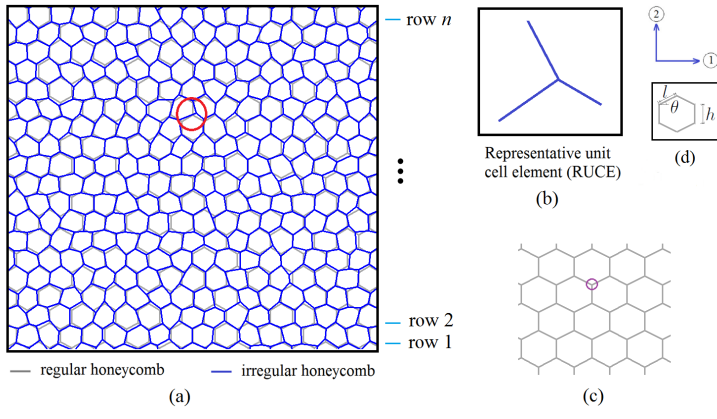 row n
row 2
row 1
regular honeycomb
irregular honeycomb
(a)
Representative unit
cell element (RUCE)
(b)
2
1
l
θ
h
(d)
(c)